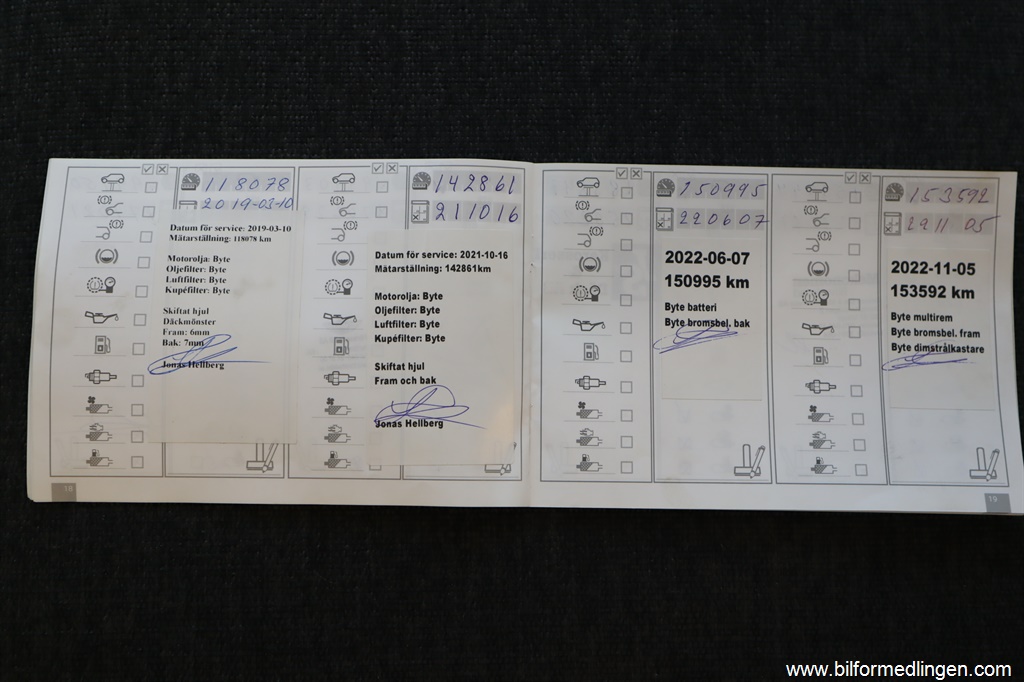 118078
2019-03-10
Datum för service: 2019-03-10
Mätarställning: 118078 km
Motorolja: Byte
Oljefilter: Byte
Luftfilter: Byte
Kupéfilter: Byte
Skiftat hjul
Däckmönster
Fram: 6mm
Bak: 7mm
Jonas Hellberg
18
142861
211016
Datum för service: 2021-10-16
Mätarställning: 142861km
Motorolja: Byte
Oljefilter: Byte
Luftfilter: Byte
Kupéfilter: Byte
Skiftat hjul
Fram och bak
Jonas Hellberg
150995
220607
2022-06-07
150995 km
Byte batteri
Byte bromsbel. bak
153592
2211 05
2022-11-05
153592 km
Byte multirem
Byte bromsbel. fram
Byte dimstrålkastare
19
www.bilformedlingen.com